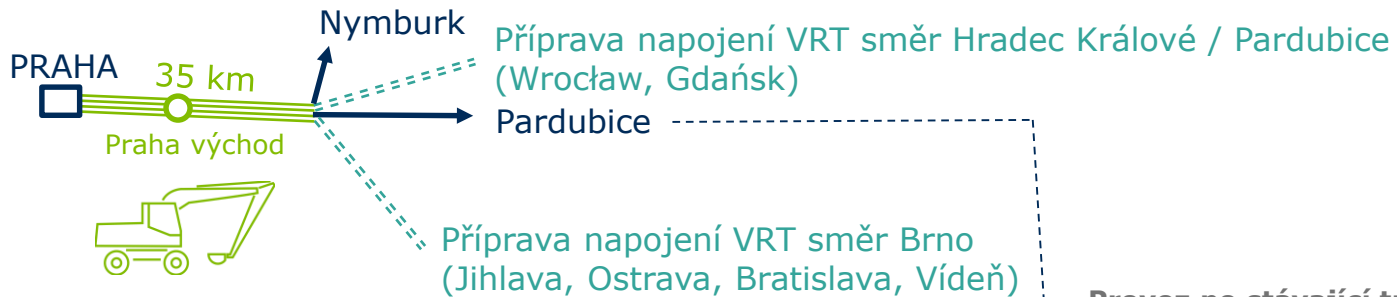 Nymburk
Příprava napojení VRT směr Hradec Králové / Pardubice
(Wrocław, Gdańsk)
PRAHA
35 km
Pardubice
Praha východ
Příprava napojení VRT směr Brno
(Jihlava, Ostrava, Bratislava, Vídeň)